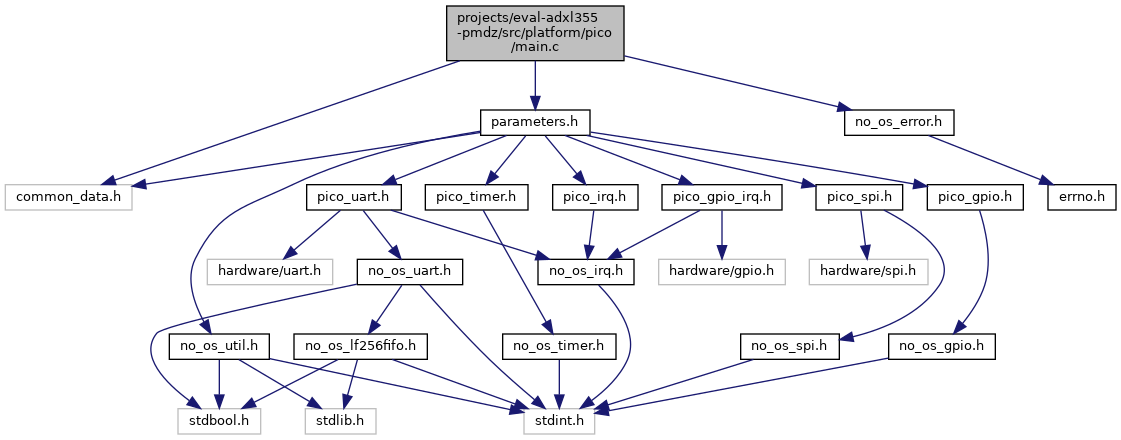 projects/eval-adxl355
-pmdz/src/platform/pico
/main.c
parameters.h
no_os_error.h
common_data.h
pico_uart.h
pico_timer.h
pico_irq.h
pico_gpio_irq.h
pico_spi.h
pico_gpio.h
errno.h
hardware/uart.h
no_os_uart.h
no_os_irq.h
hardware/gpio.h
hardware/spi.h
no_os_util.h
no_os_lf256fifo.h
no_os_timer.h
no_os_spi.h
no_os_gpio.h
stdbool.h
stdlib.h
stdint.h